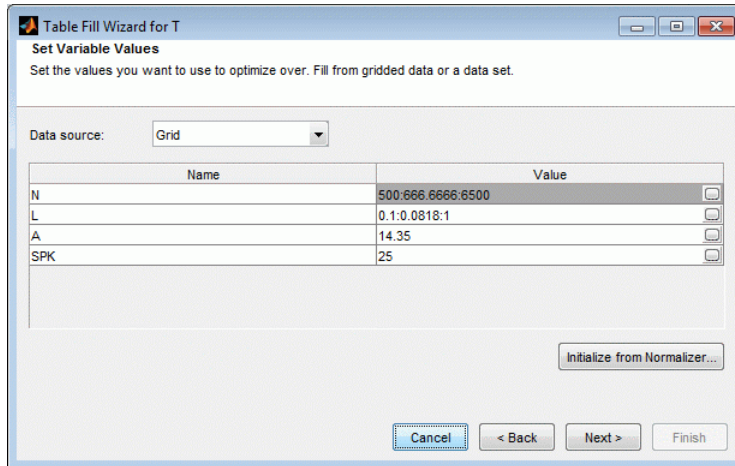 Table Fill Wizard for T
Set Variable Values
Set the values you want to use to optimize over. Fill from gridded data or a data set.
Data source: Grid
Name Value
N 500:666.6666:6500
L 0.1:0.0818:1
A 14.35
SPK 25
Initialize from Normalizer...
Cancel < Back Next > Finish